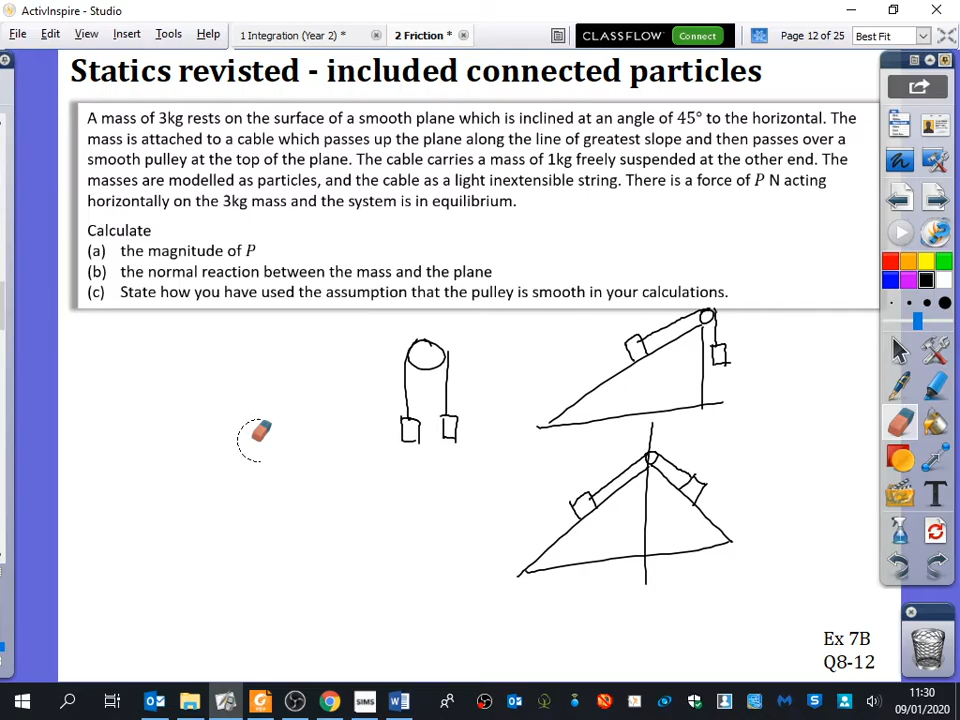 ActivInspire - Studio
File Edit View Insert Tools Help
1 Integration (Year 2) *
2 Friction *
CLASSFLOW Connect
Page 12 of 25
Best Fit
Statics revisted - included connected particles
A mass of 3kg rests on the surface of a smooth plane which is inclined at an angle of 45° to the horizontal. The
mass is attached to a cable which passes up the plane along the line of greatest slope and then passes over a
smooth pulley at the top of the plane. The cable carries a mass of 1kg freely suspended at the other end. The
masses are modelled as particles, and the cable as a light inextensible string. There is a force of P N acting
horizontally on the 3kg mass and the system is in equilibrium.
Calculate
(a) the magnitude of P
(b) the normal reaction between the mass and the plane
(c) State how you have used the assumption that the pulley is smooth in your calculations.
Ex 7B
Q8-12
SIMS
11:30
09/01/2020